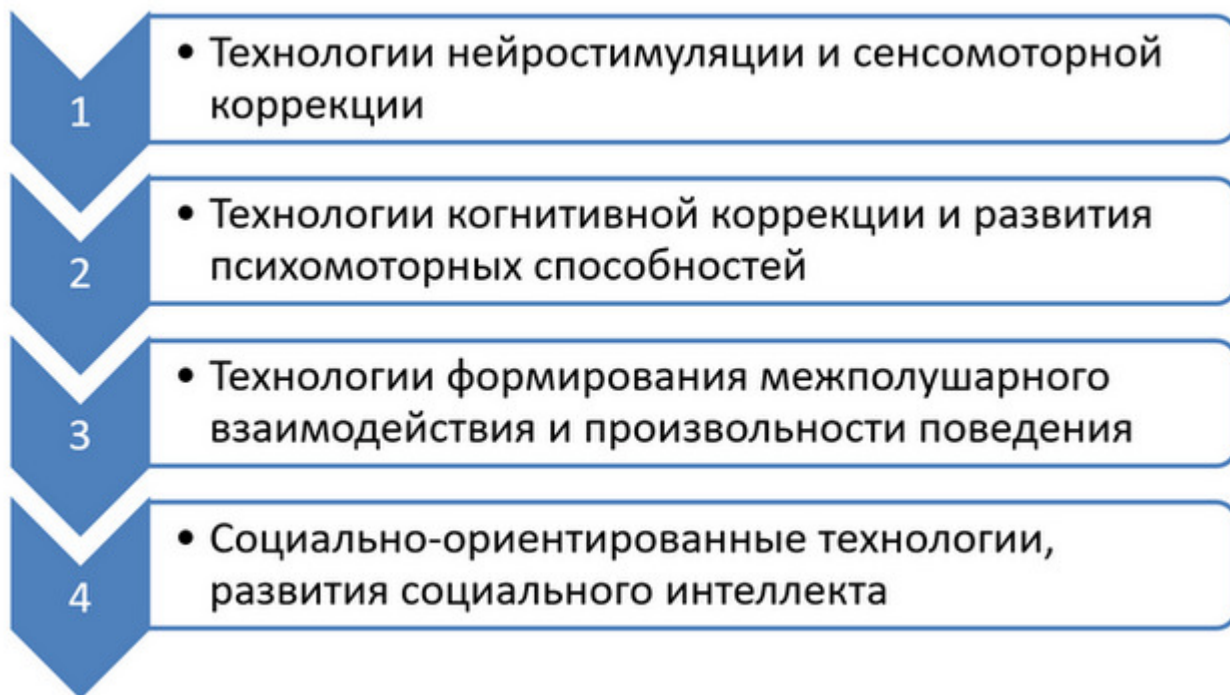 1
• Технологии нейростимуляции и сенсомоторной
коррекции
2
• Технологии когнитивной коррекции и развития
психомоторных способностей
3
• Технологии формирования межполушарного
взаимодействия и произвольности поведения
4
• Социально-ориентированные технологии,
развития социального интеллекта